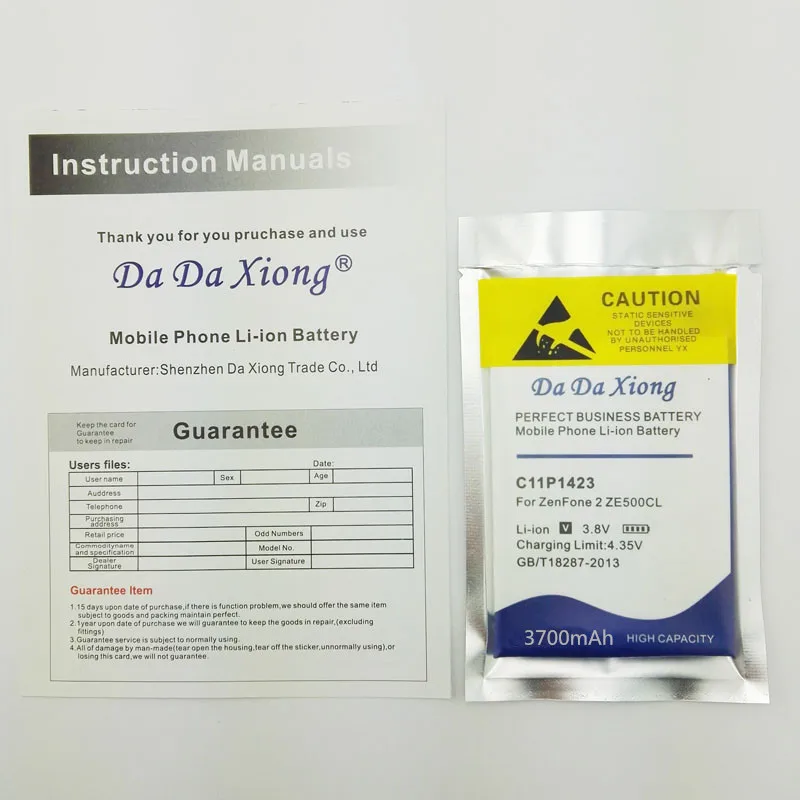 Instruction Manuals
Thank you for you pruchase and use
Da Da Xiong®
Mobile Phone Li-ion Battery
Manufacturer:Shenzhen Da Xiong Trade Co., Ltd
Keep the card for
Guarantee
to keep in repair
Guarantee
Users files:
Date:
User name
Sex
Age
Auddress
Telephone
Zip
Purchasing
address
Retail price
Odd Numbers
Commodityname
and specification
Model No.
Dealer
Signature
User Signature
Guarantee Item
1.15 days upon date of purchase,if there is function problem,we should offer the same item
subject to goods and packing maintain perfect.
2.1year upon date of purchase we will guarantee to keep the goods in repair,(excluding
fittings)
3.Guarantee service is subject to normally using.
4.All of damage by man-made(tear open the housing,tear off the sticker,unnormally using),or
losing this card,we will not guarantee.
CAUTION
STATIC SENSITIVE
DEVICES
NOT TO BE HANDLED
BY UNAUTHORISED
PERSONNEL YX
Da Da Xiong
PERFECT BUSINESS BATTERY
Mobile Phone Li-ion Battery
C11P1423
For ZenFone 2 ZE500CL
Li-ion V 3.8V
Charging Limit:4.35V
GB/T18287-2013
3700mAh HIGH CAPACITY